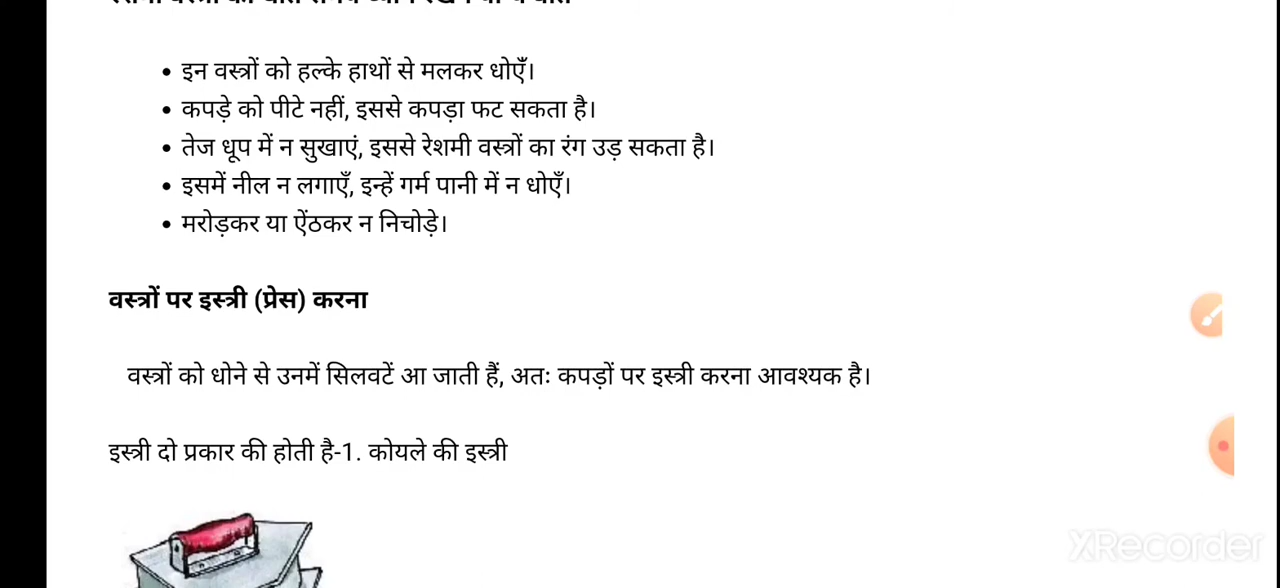 इन वस्त्रों को हल्के हाथों से मलकर धोएँ।
कपड़े को पीटे नहीं, इससे कपड़ा फट सकता है।
तेज धूप में न सुखाएं, इससे रेशमी वस्त्रों का रंग उड़ सकता है।
इसमें नील न लगाएँ, इन्हें गर्म पानी में न धोएँ।
मरोड़कर या ऐंठकर न निचोड़े।
वस्त्रों पर इस्त्री (प्रेस) करना
वस्त्रों को धोने से उनमें सिलवटें आ जाती हैं, अतः कपड़ों पर इस्त्री करना आवश्यक है।
इस्त्री दो प्रकार की होती है-1. कोयले की इस्त्री
XRecorder